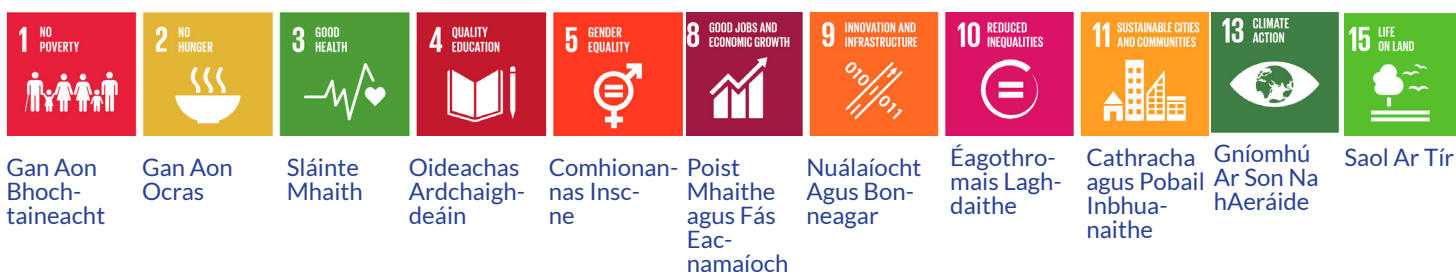 1 NO
POVERTY
2 NO
HUNGER
3 GOOD
HEALTH
4 QUALITY
EDUCATION
5 GENDER
EQUALITY
8 GOOD JOBS AND
ECONOMIC GROWTH
9 INNOVATION AND
INFRASTRUCTURE
010
011
10 REDUCED
INEQUALITIES
11 SUSTAINABLE CITIES
AND COMMUNITIES
13 CLIMATE
ACTION
15 LIFE
ON LAND
Gan Aon
Bhoch-
taineacht
Gan Aon
Ocras
Sláinte
Mhaith
Oideachas
Ardchaigh-
deáin
Comhionan-
nas Insc-
ne
Poist
Mhaithe
agus Fás
Eac-
namaíoch
Nuálaíocht
Agus Bon-
neagar
Éagothro-
mais Lagh-
daithe
Cathracha
agus Pobail
Inbhua-
naithe
Gníomhú
Ar Son Na
hAeráide
Saol Ar Tír